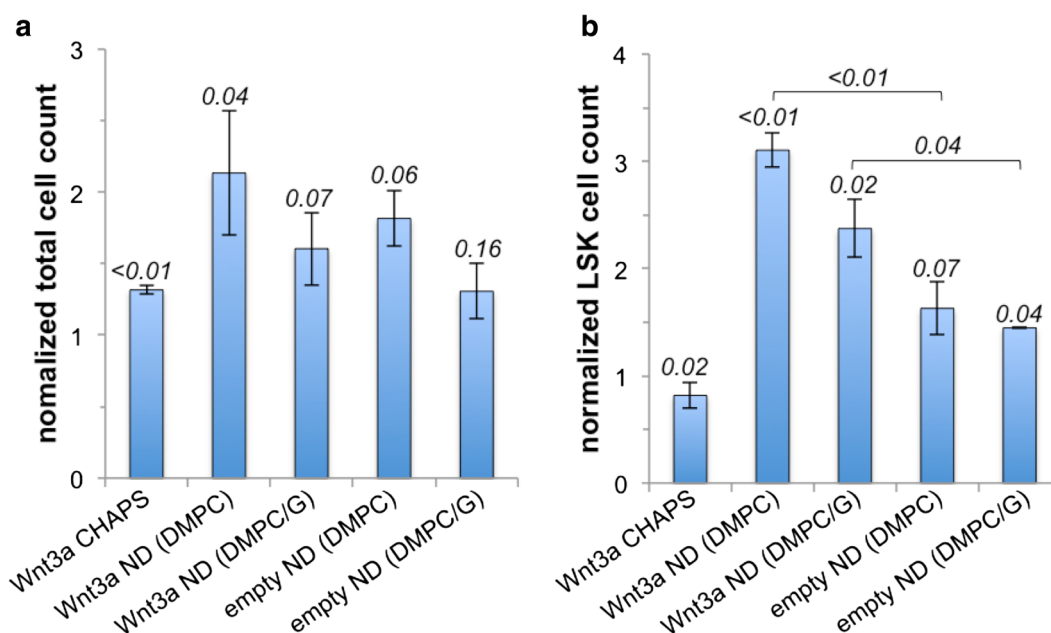 a
nomalized total cell count
3
2
1
0
<0.01
0.04
0.07
0.06
0.16
Wnt3a CHAPS
Wnt3a ND (DMPC)
Wnt3a ND (DMPC/G)
empty ND (DMPC)
empty ND (DMPC/G)
b
normalized LSK cell count
4
3
2
1
0
<0.01
0.04
0.02
<0.01
0.02
0.07
0.04
Wnt3a CHAPS
Wnt3a ND (DMPC)
Wnt3a ND (DMPC/G)
empty ND (DMPC)
empty ND (DMPC/G)